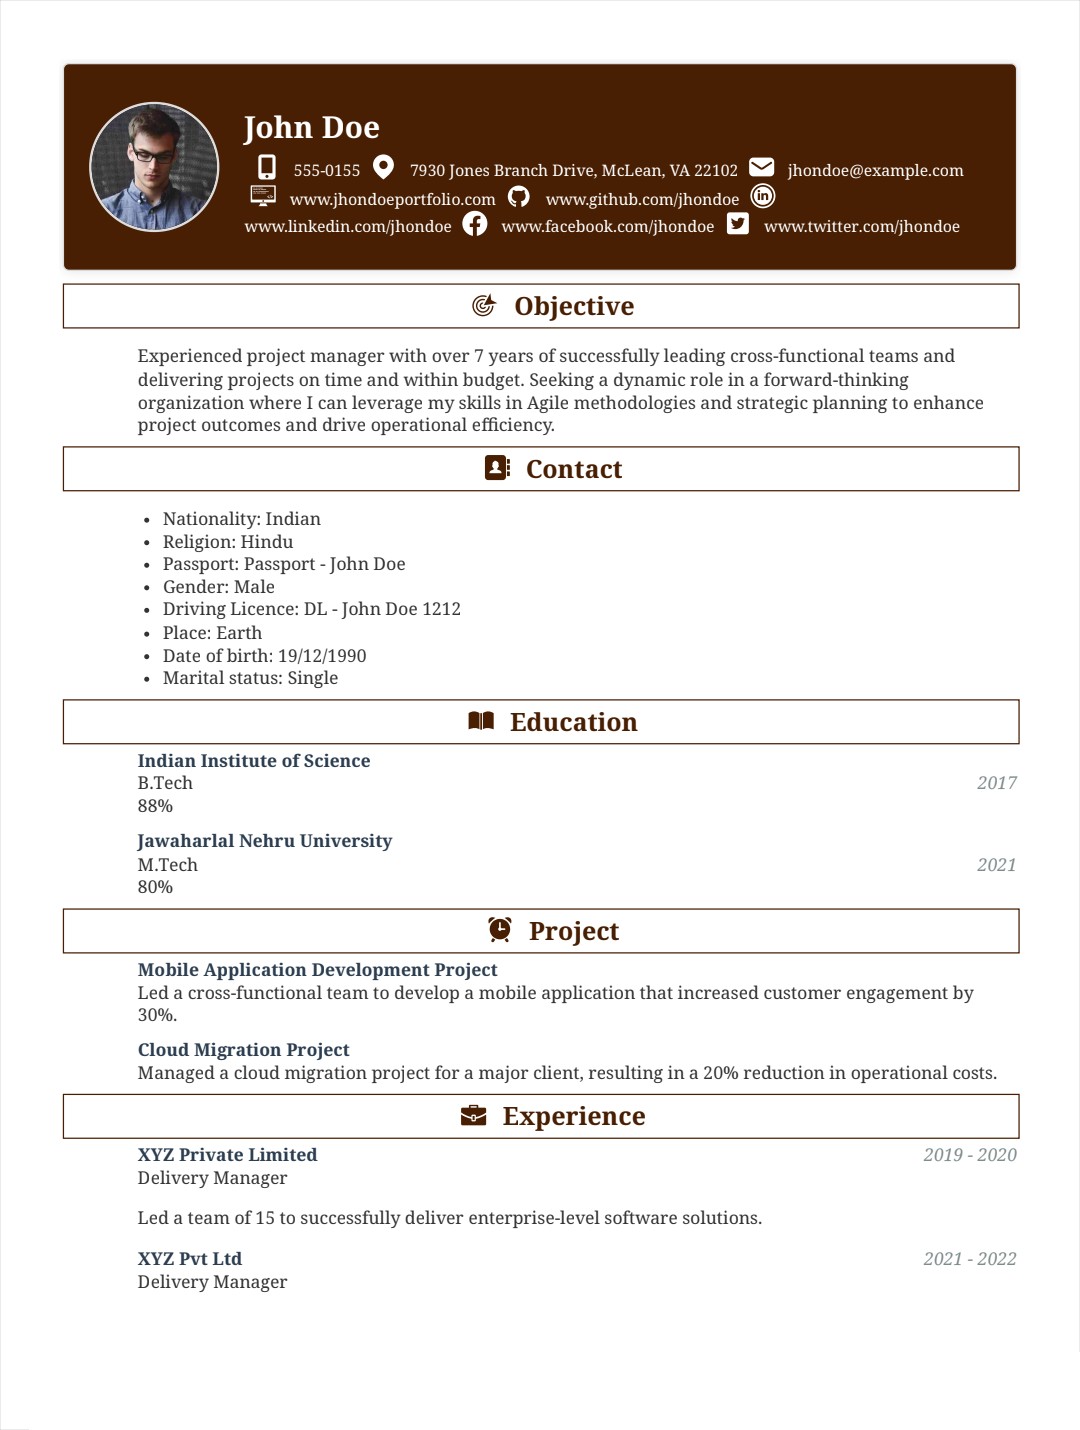 John Doe
555-0155 7930 Jones Branch Drive, McLean, VA 22102 jhondoe@example.com
www.jhondoeportfolio.com www.github.com/jhondoe
www.linkedin.com/jhondoe www.facebook.com/jhondoe www.twitter.com/jhondoe
Objective
Experienced project manager with over 7 years of successfully leading cross-functional teams and
delivering projects on time and within budget. Seeking a dynamic role in a forward-thinking
organization where I can leverage my skills in Agile methodologies and strategic planning to enhance
project outcomes and drive operational efficiency.
Contact
• Nationality: Indian
• Religion: Hindu
• Passport: Passport - John Doe
• Gender: Male
• Driving Licence: DL - John Doe 1212
• Place: Earth
• Date of birth: 19/12/1990
• Marital status: Single
Education
Indian Institute of Science
B.Tech 2017
88%
Jawaharlal Nehru University
M.Tech 2021
80%
Project
Mobile Application Development Project
Led a cross-functional team to develop a mobile application that increased customer engagement by
30%.
Cloud Migration Project
Managed a cloud migration project for a major client, resulting in a 20% reduction in operational costs.
Experience
XYZ Private Limited 2019 - 2020
Delivery Manager
Led a team of 15 to successfully deliver enterprise-level software solutions.
XYZ Pvt Ltd 2021 - 2022
Delivery Manager